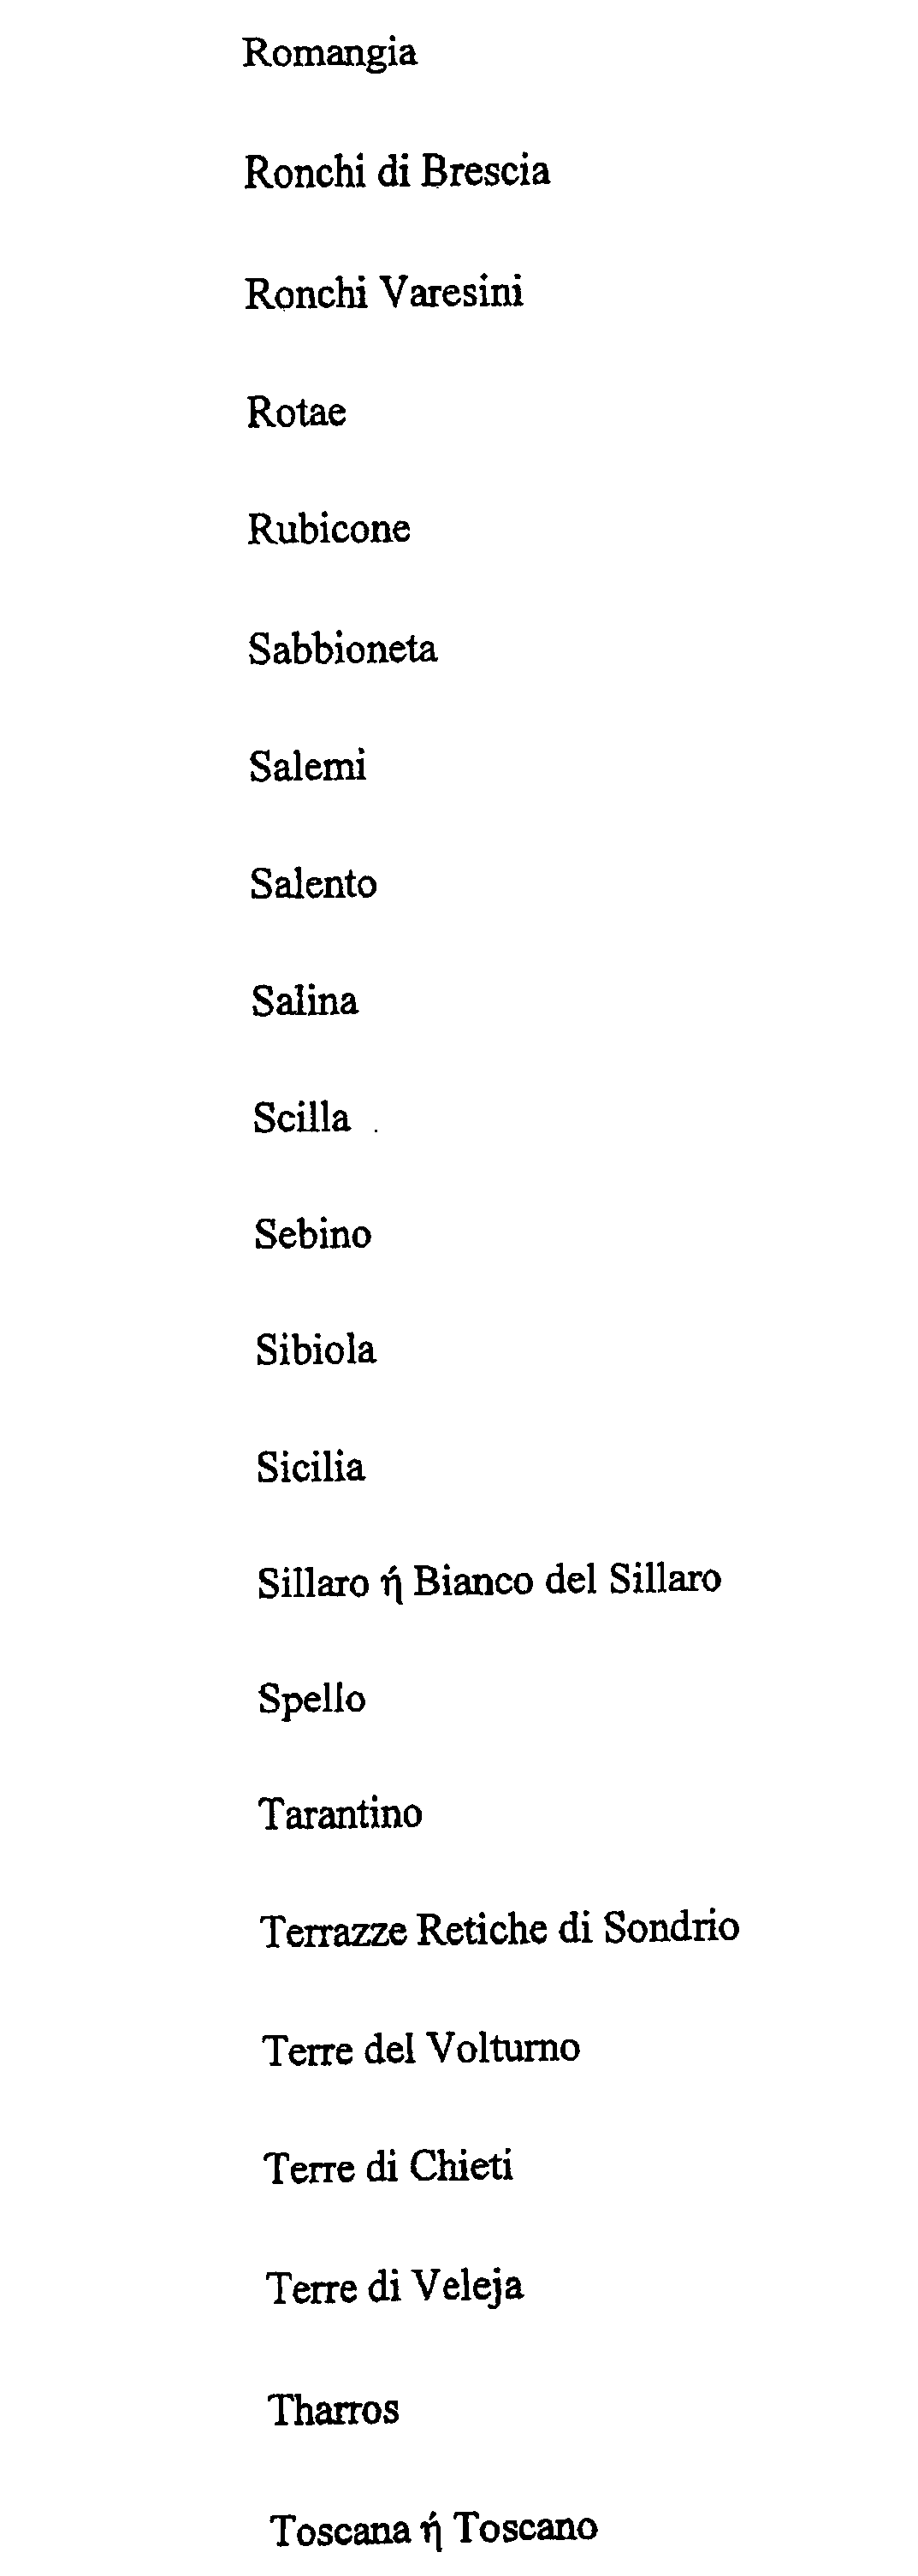 Romangia
Ronchi di Brescia
Ronchi Varesini
Rotae
Rubicone
Sabbioneta
Salemi
Salento
Salina
Scilla
Sebino
Sibiola
Sicilia
Sillaro ή Bianco del Sillaro
Spello
Tarantino
Terrazze Retiche di Sondrio
Terre del Volturno
Terre di Chieti
Terre di Veleja
Tharros
Toscana ή Toscano